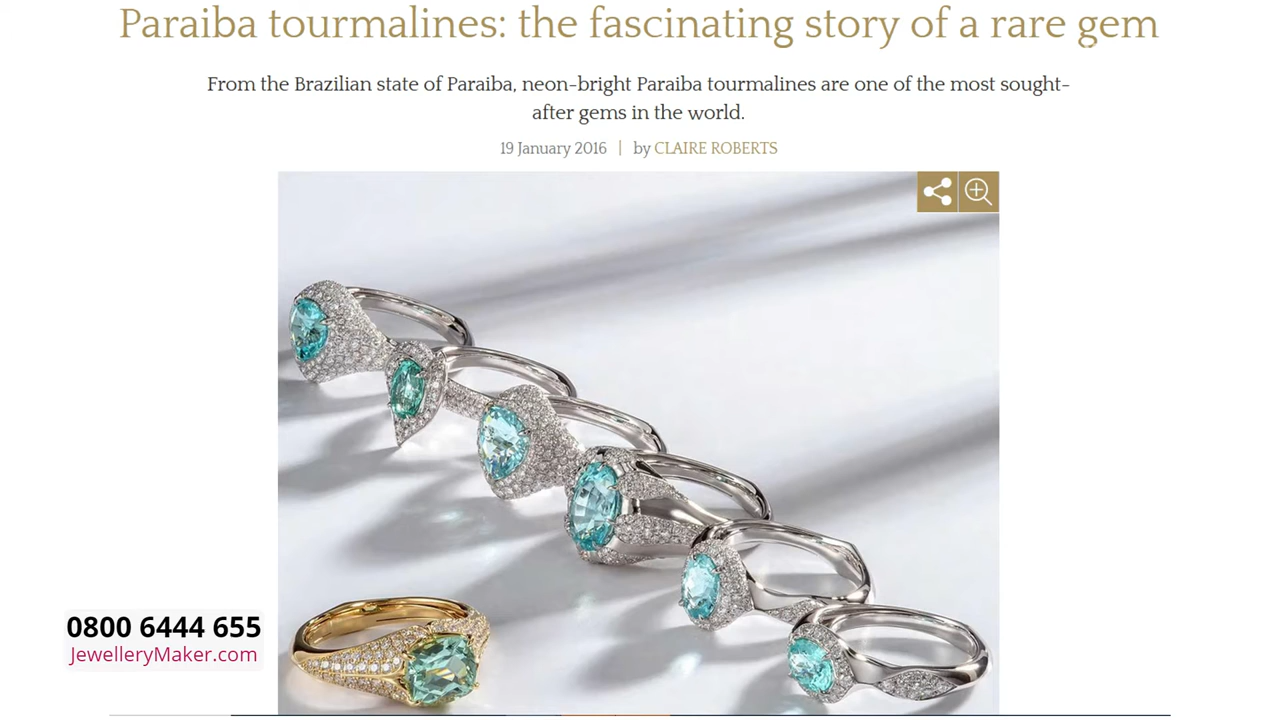 Paraiba tourmalines: the fascinating story of a rare gem
From the Brazilian state of Paraiba, neon-bright Paraiba tourmalines are one of the most sought-
after gems in the world.
19 January 2016 | by CLAIRE ROBERTS
0800 6444 655
JewelleryMaker.com